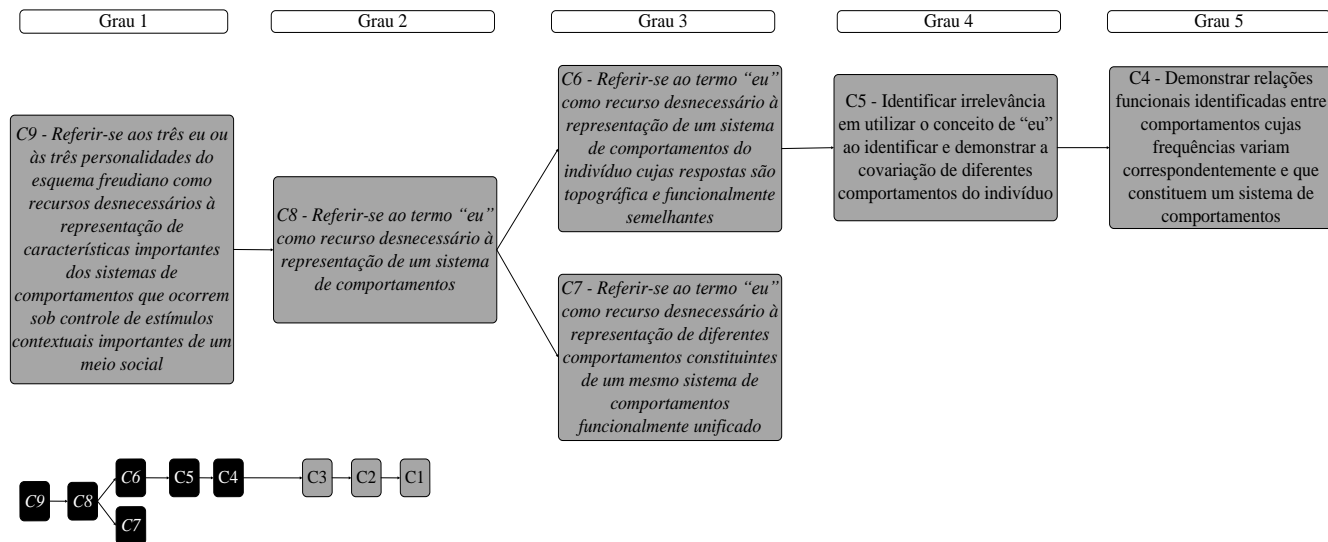 Grau 1
Grau 2
Grau 3
Grau 4
Grau 5
C9 - Referir-se aos três eu ou
às três personalidades do
esquema freudiano como
recursos desnecessários à
representação de
características importantes
dos sistemas de
comportamentos que ocorrem
sob controle de estímulos
contextuais importantes de um
meio social
C8 - Referir-se ao termo “eu”
como recurso desnecessário à
representação de um sistema
de comportamentos
C6 - Referir-se ao termo “eu”
como recurso desnecessário à
representação de um sistema
de comportamentos do
indivíduo cujas respostas são
topográfica e funcionalmente
semelhantes
C7 - Referir-se ao termo “eu”
como recurso desnecessário à
representação de diferentes
comportamentos constituintes
de um mesmo sistema de
comportamentos
funcionalmente unificado
C5 - Identificar irrelevância
em utilizar o conceito de “eu”
ao identificar e demonstrar a
covariação de diferentes
comportamentos do indivíduo
C4 - Demonstrar relações
funcionais identificadas entre
comportamentos cujas
frequências variam
correspondentemente e que
constituem um sistema de
comportamentos
C9
C8
C6
C7
C5
C4
C3
C2
C1